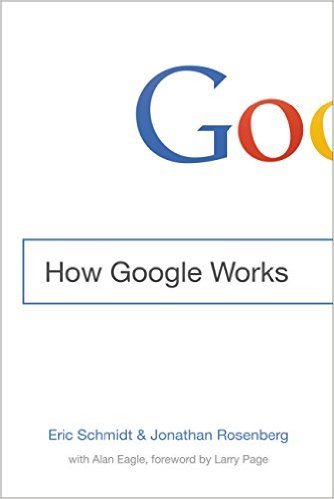 Goo
How Google Works
Eric Schmidt & Jonathan Rosenberg
with Alan Eagle, foreword by Larry Page